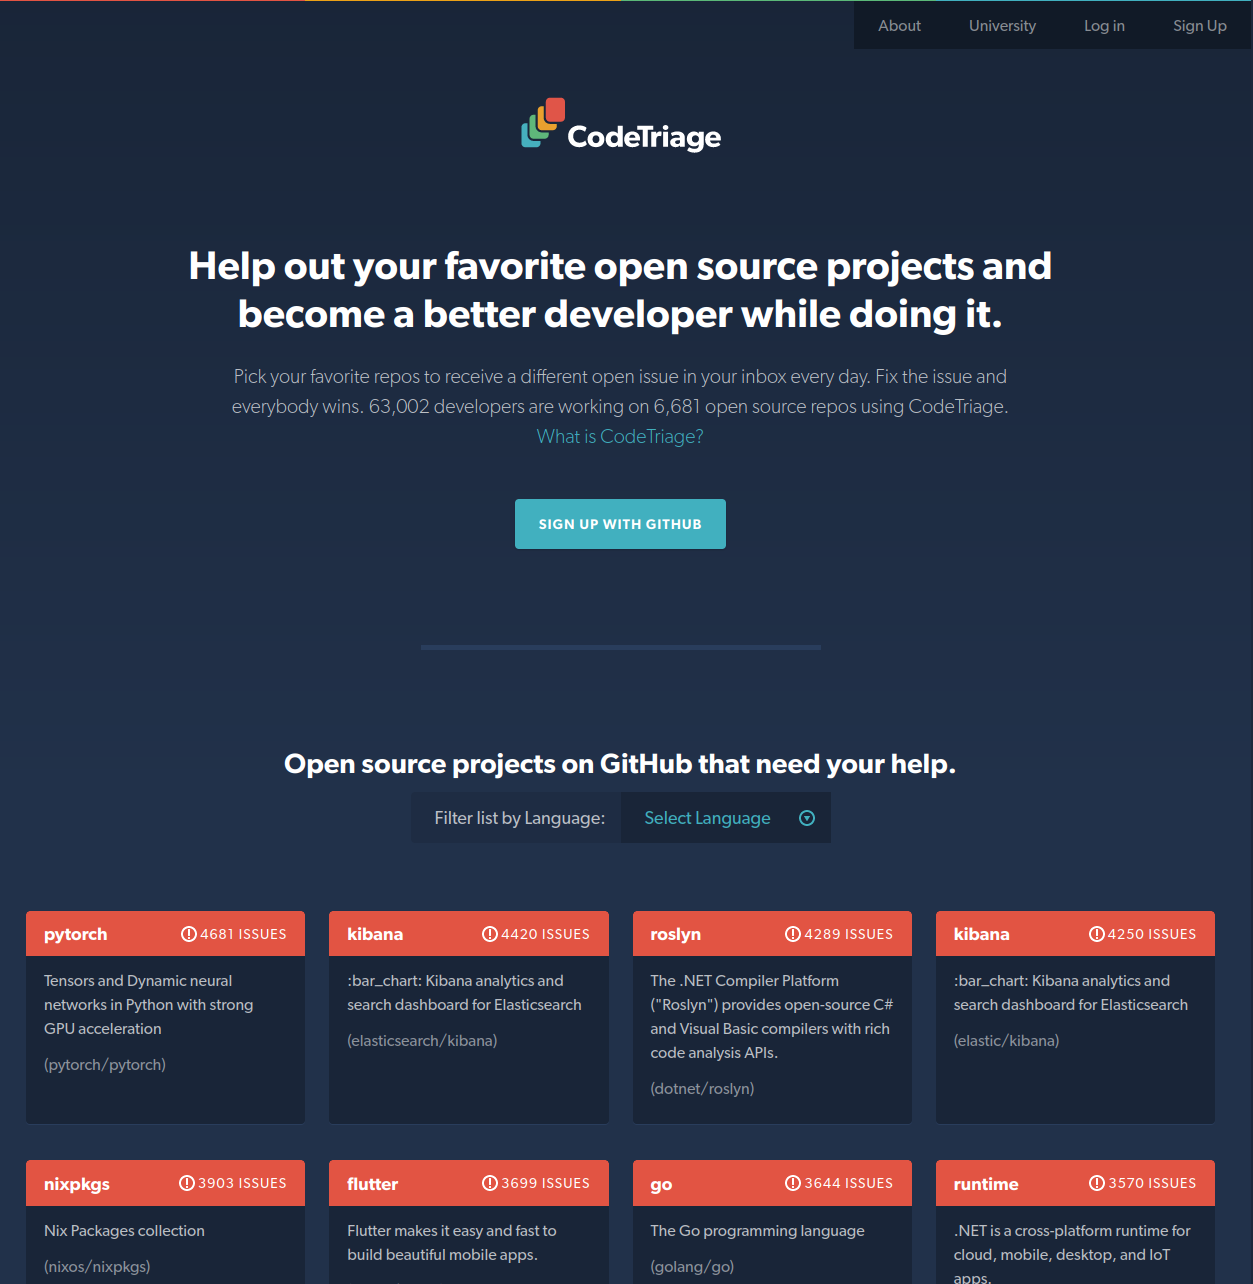 About University Log in Sign Up
CodeTriage
Help out your favorite open source projects and
become a better developer while doing it.
Pick your favorite repos to receive a different open issue in your inbox every day. Fix the issue and
everybody wins. 63,002 developers are working on 6,681 open source repos using CodeTriage.
What is CodeTriage?
SIGN UP WITH GITHUB
Open source projects on GitHub that need your help.
Filter list by Language: Select Language
pytorch 4681 ISSUES
Tensors and Dynamic neural
networks in Python with strong
GPU acceleration
(pytorch/pytorch)
kibana 4420 ISSUES
:bar_chart: Kibana analytics and
search dashboard for Elasticsearch
(elasticsearch/kibana)
roslyn 4289 ISSUES
The .NET Compiler Platform
("Roslyn") provides open-source C#
and Visual Basic compilers with rich
code analysis APIs.
(dotnet/roslyn)
kibana 4250 ISSUES
:bar_chart: Kibana analytics and
search dashboard for Elasticsearch
(elastic/kibana)
nixpkgs 3903 ISSUES
Nix Packages collection
(nixos/nixpkgs)
flutter 3699 ISSUES
Flutter makes it easy and fast to
build beautiful mobile apps.
go 3644 ISSUES
The Go programming language
(golang/go)
runtime 3570 ISSUES
.NET is a cross-platform runtime for
cloud, mobile, desktop, and IoT
apps.